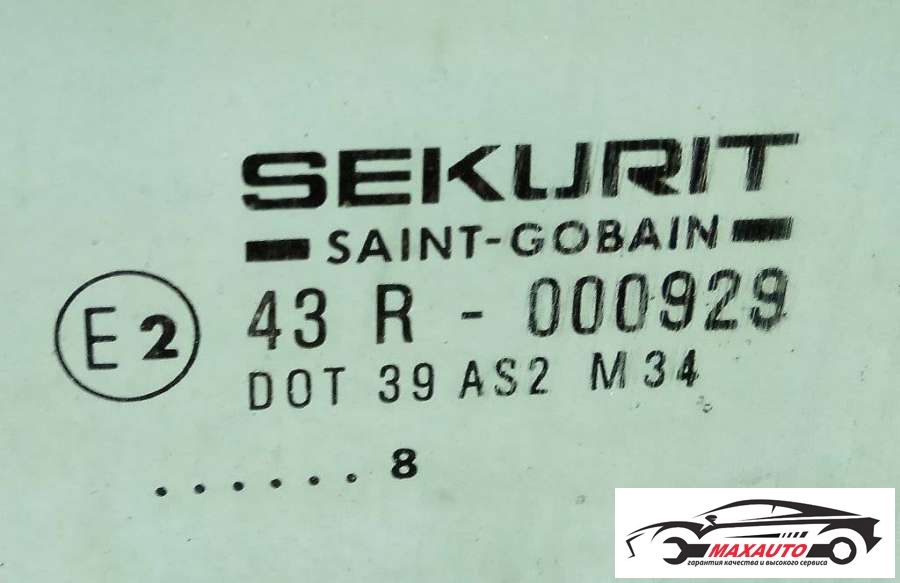 SEKURIT
SAINT-GOBAIN
E2 43 R - 000929
DOT 39 AS2 M34
......8
MAXAUTO
гарантия качества и высокого сервиса